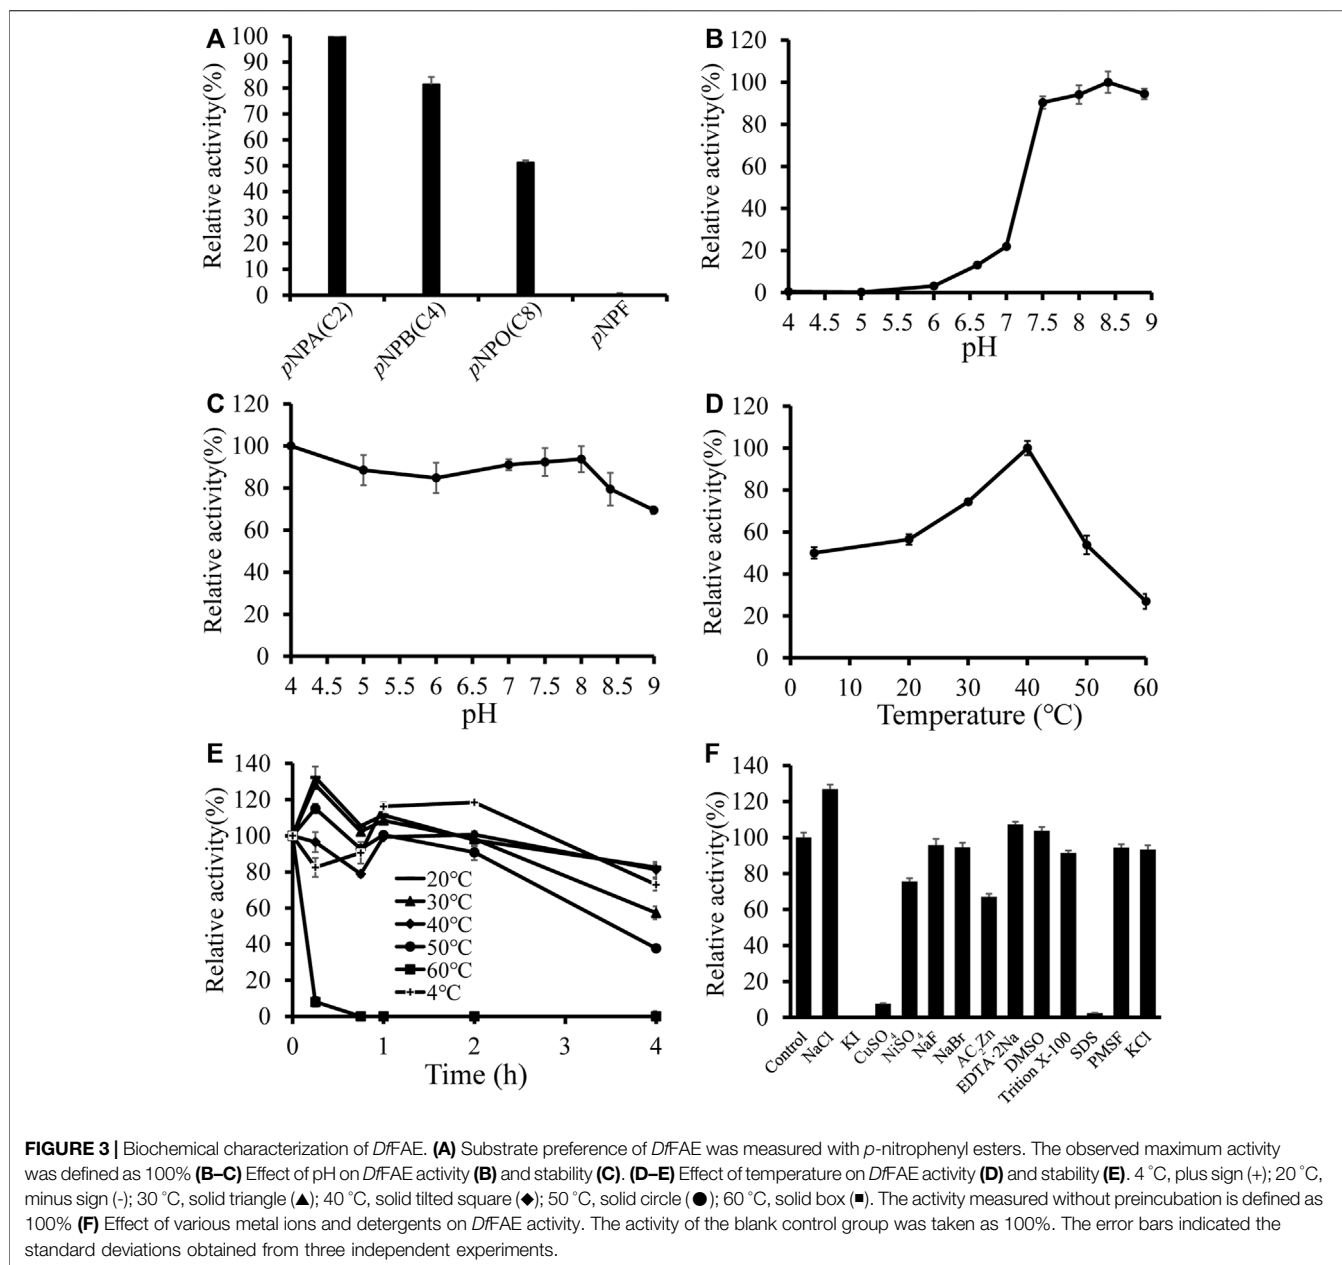 A
Relative activity(%)
100
90
80
70
60
50
40
30
20
10
0
pNPA(C2)
pNPB(C4)
pNPO(C8)
pNPF
B
Relative activity(%)
120
100
80
60
40
20
0
4 4.5 5 5.5 6 6.5 7 7.5 8 8.5 9
pH
C
Relative activity(%)
120
100
80
60
40
20
0
4 4.5 5 5.5 6 6.5 7 7.5 8 8.5 9
pH
D
Relative activity(%)
120
100
80
60
40
20
0
0 10 20 30 40 50 60
Temperature (°C)
E
Relative activity(%)
140
120
100
80
60
40
20
0
20°C
30°C
40°C
50°C
60°C
4°C
0 1 2 3 4
Time (h)
F
Relative activity(%)
140
120
100
80
60
40
20
0
Control
NaCl
KI
CuSO4
NiSO4
NaF
NaBr
AC2Zn
EDTA·2Na
DMSO
Trition X-100
SDS
PMSF
KCl
FIGURE 3 | Biochemical characterization of DfFAE. (A) Substrate preference of DfFAE was measured with p-nitrophenyl esters. The observed maximum activity
was defined as 100% (B–C) Effect of pH on DfFAE activity (B) and stability (C). (D–E) Effect of temperature on DfFAE activity (D) and stability (E). 4 °C, plus sign (+); 20 °C,
minus sign (-); 30 °C, solid triangle (▲); 40 °C, solid tilted square (◆); 50 °C, solid circle (●); 60 °C, solid box (■). The activity measured without preincubation is defined as
100% (F) Effect of various metal ions and detergents on DfFAE activity. The activity of the blank control group was taken as 100%. The error bars indicated the
standard deviations obtained from three independent experiments.